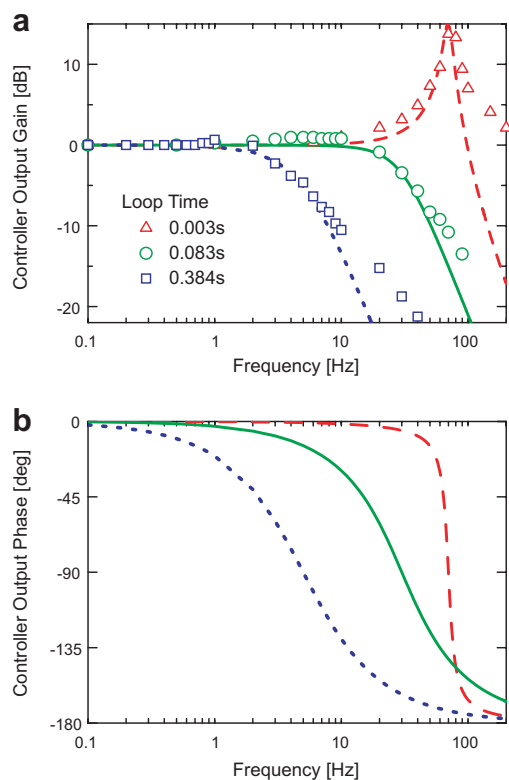 a
Controller Output Gain [dB]
10
0
-10
-20
Loop Time
0.003s
0.083s
0.384s
0.1
1
10
100
Frequency [Hz]
b
Controller Output Phase [deg]
0
-45
-90
-135
-180
0.1
1
10
100
Frequency [Hz]